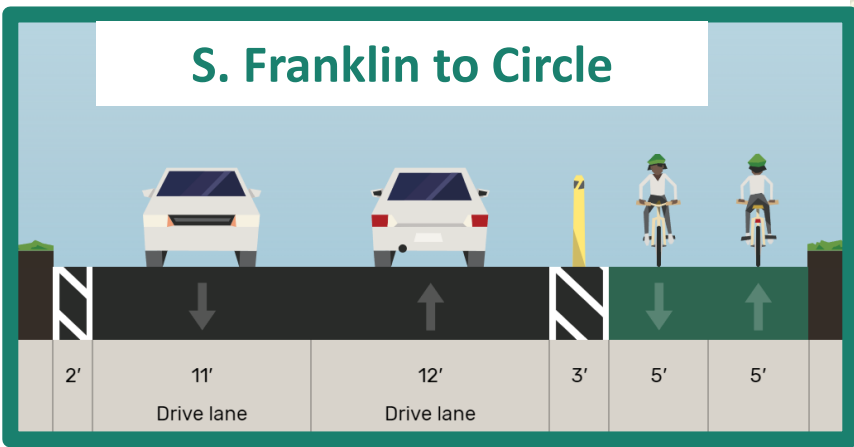 S. Franklin to Circle
2′ 11′ 12′ 3′ 5′ 5′
Drive lane Drive lane